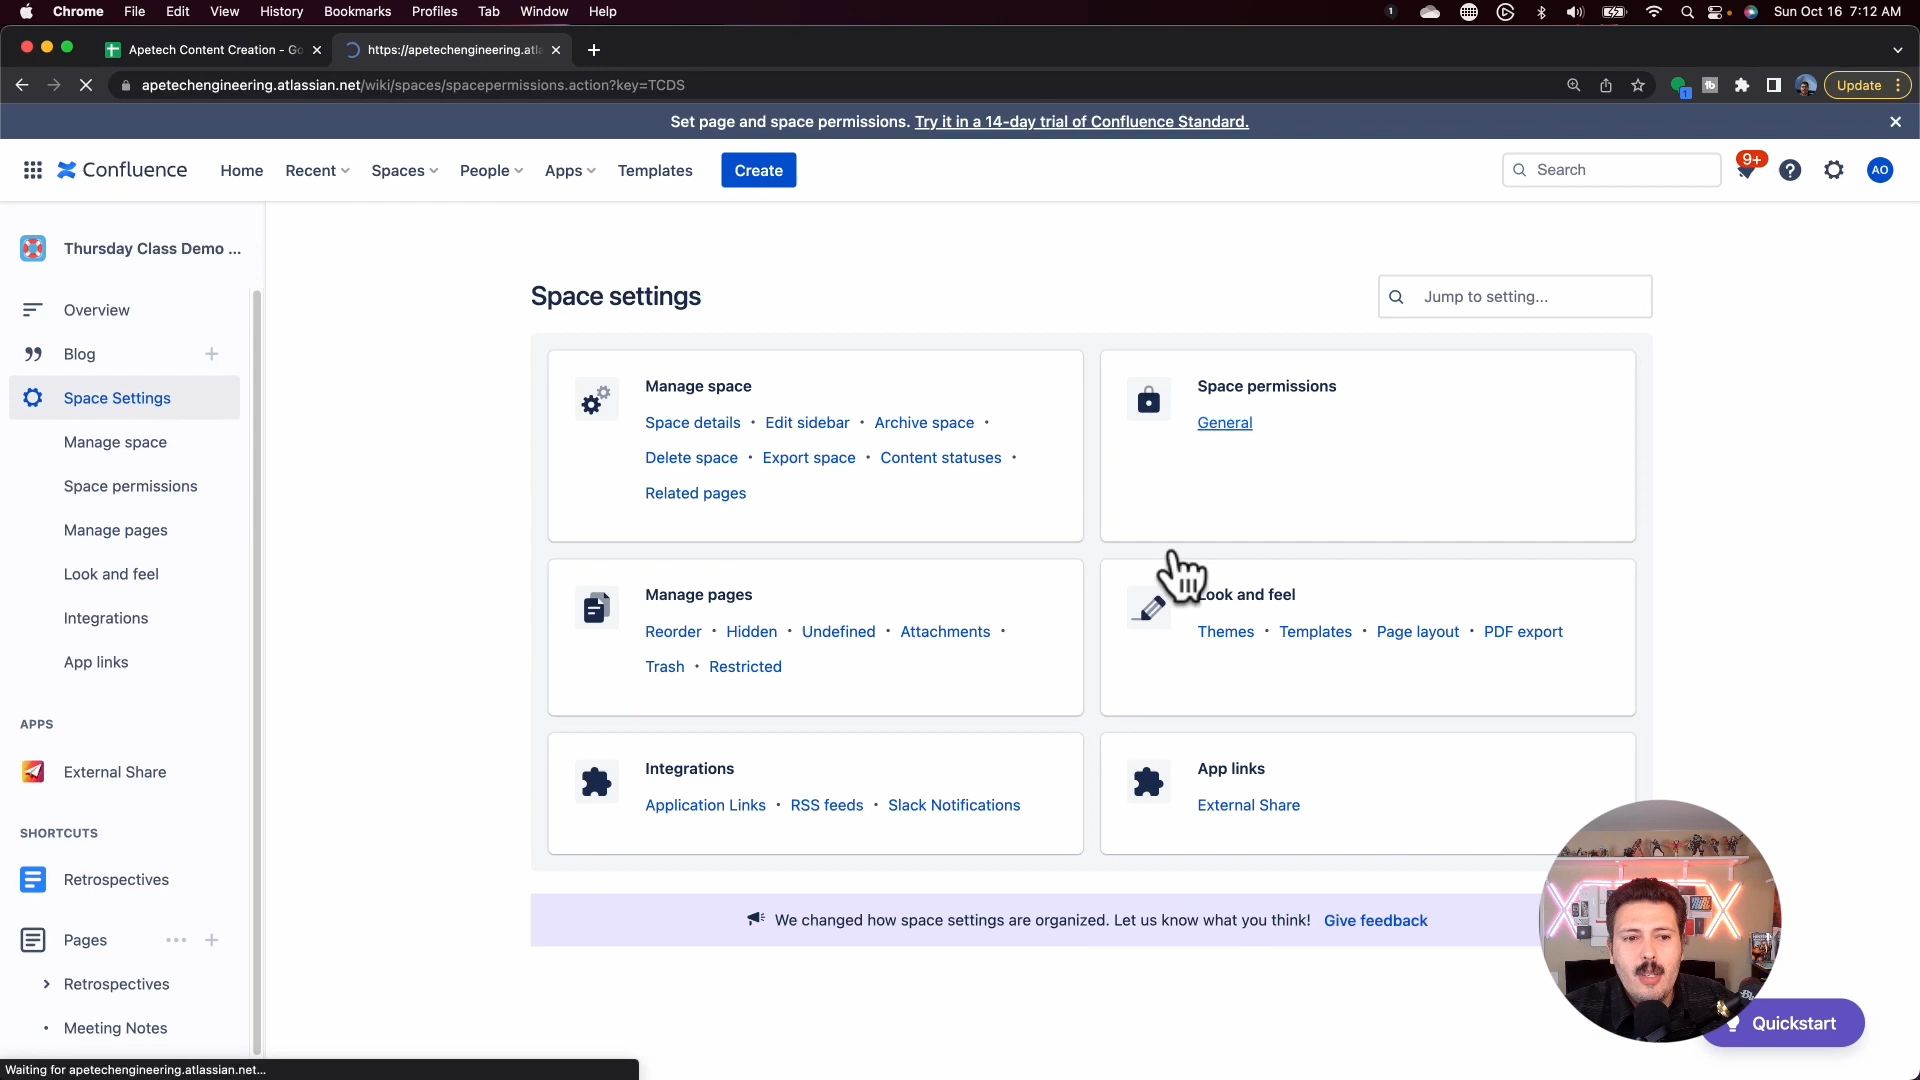 Chrome File Edit View History Bookmarks Profiles Tab Window Help 1 Sun Oct 16 7:12 AM
Apetech Content Creation - Go https://apetechengineering.atla
apetechengineering.atlassian.net/wiki/spaces/spacepermissions.action?key=TCDS 1 tb Update
Set page and space permissions. Try it in a 14-day trial of Confluence Standard.
Confluence Home Recent Spaces People Apps Templates Create Search 9+ AO
Thursday Class Demo ...
Overview
Blog
Space Settings
Manage space
Space permissions
Manage pages
Look and feel
Integrations
App links
APPS
External Share
SHORTCUTS
Retrospectives
Pages
Retrospectives
Meeting Notes
Space settings
Jump to setting...
Manage space
Space details • Edit sidebar • Archive space •
Delete space • Export space • Content statuses •
Related pages
Space permissions
General
Manage pages
Reorder • Hidden • Undefined • Attachments •
Trash • Restricted
Look and feel
Themes • Templates • Page layout • PDF export
Integrations
Application Links • RSS feeds • Slack Notifications
App links
External Share
We changed how space settings are organized. Let us know what you think! Give feedback
Quickstart
Waiting for apetechengineering.atlassian.net...